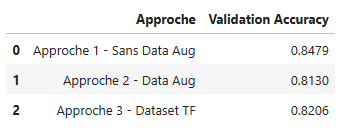 Approche Validation Accuracy
0 Approche 1 - Sans Data Aug 0.8479
1 Approche 2 - Data Aug 0.8130
2 Approche 3 - Dataset TF 0.8206